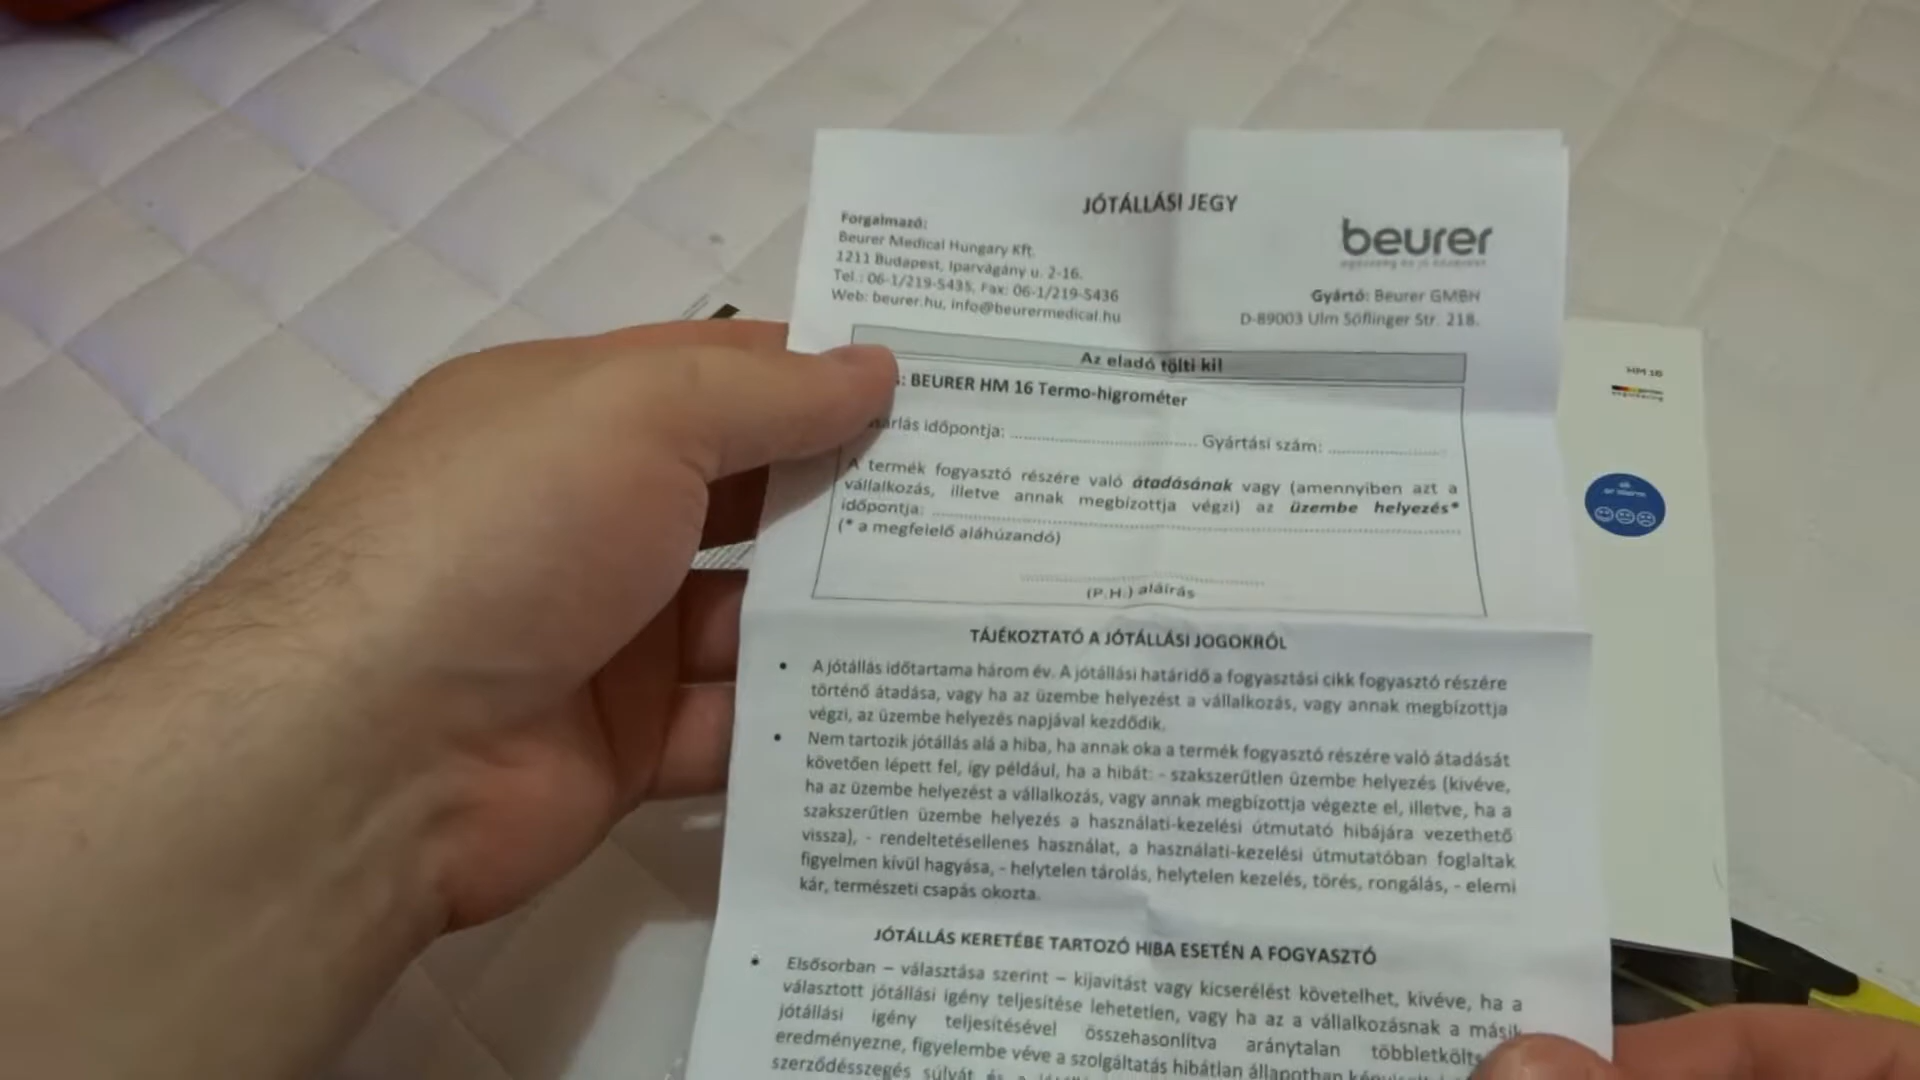 JÓTÁLLÁSI JEGY
Forgalmazó:
Beurer Medical Hungary Kft.
1211 Budapest, Iparvágány u. 2-16.
Tel.: 06-1/219-5435, Fax: 06-1/219-5436
Web: beurer.hu, info@beurermedical.hu
beurer
Gyártó: Beurer GMBH
D-89003 Ulm Söflinger Str. 218.
Az eladó tölti ki!
BEURER HM 16 Termo-higrométer
időpontja: Gyártási szám:
A termék fogyasztó részére való átadásának vagy (amennyiben azt a
vállalkozás, illetve annak megbízottja végzi) az üzembe helyezés*
időpontja:
(* a megfelelő aláhúzandó)
(P.H.) aláírás
TÁJÉKOZTATÓ A JÓTÁLLÁSI JOGOKRÓL
• A jótállás időtartama három év. A jótállási határidő a fogyasztási cikk fogyasztó részére
történő átadása, vagy ha az üzembe helyezést a vállalkozás, vagy annak megbízottja
végzi, az üzembe helyezés napjával kezdődik.
• Nem tartozik jótállás alá a hiba, ha annak oka a termék fogyasztó részére való átadását
követően lépett fel, így például, ha a hibát: - szakszerűtlen üzembe helyezés (kivéve,
ha az üzembe helyezést a vállalkozás, vagy annak megbízottja végezte el, illetve, ha a
szakszerűtlen üzembe helyezés a használati-kezelési útmutató hibájára vezethető
vissza), - rendeltetésellenes használat, a használati-kezelési útmutatóban foglaltak
figyelmen kívül hagyása, - helytelen tárolás, helytelen kezelés, törés, rongálás, - elemi
kár, természeti csapás okozta.
JÓTÁLLÁS KERETÉBE TARTOZÓ HIBA ESETÉN A FOGYASZTÓ
• Elsősorban – választása szerint – kijavítást vagy kicserélést követelhet, kivéve, ha a
választott jótállási igény teljesítése lehetetlen, vagy ha az a vállalkozásnak a másik
jótállási igény teljesítésével összehasonlítva aránytalan
eredményezne, figyelembe véve a szolgáltatás hibátlan állapotban
szerződésszegés súlyát és a
HM 16